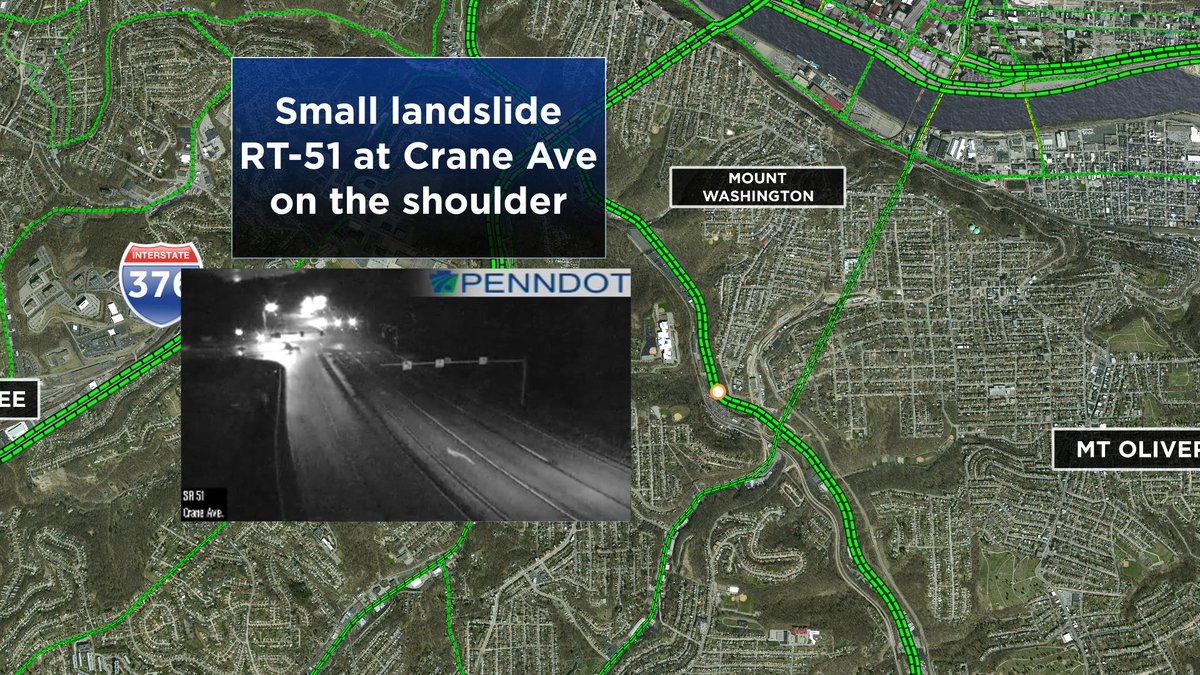 Small landslide
RT-51 at Crane Ave
on the shoulder
MOUNT
WASHINGTON
INTERSTATE
376
PENNDOT
EE
MT OLIVER
SR 51
Crane Ave.